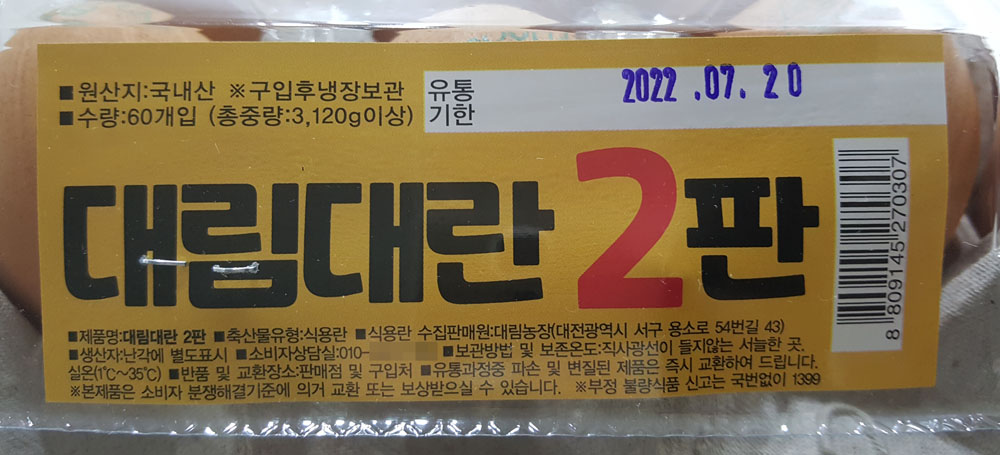 ■원산지:국내산 ※구입후냉장보관
■수량:60개입 (총중량:3,120g이상)
유통
기한
2022 .07. 20
대림대란 2판
8 809145 270307
■제품명:대림대란 2판 ■축산물유형:식용란 ■식용란 수집판매원:대림농장(대전광역시 서구 용소로 54번길 43)
■생산자:난각에 별도표시 ■소비자상담실:010- ■보관방법 및 보존온도:직사광선이 들지않는 서늘한 곳.
실온(1℃~35℃) ■반품 및 교환장소:판매점 및 구입처 ■유통과정중 파손 및 변질된 제품은 즉시 교환하여 드립니다.
※본제품은 소비자 분쟁해결기준에 의거 교환 또는 보상받으실 수 있습니다. ※부정 불량식품 신고는 국번없이 1399